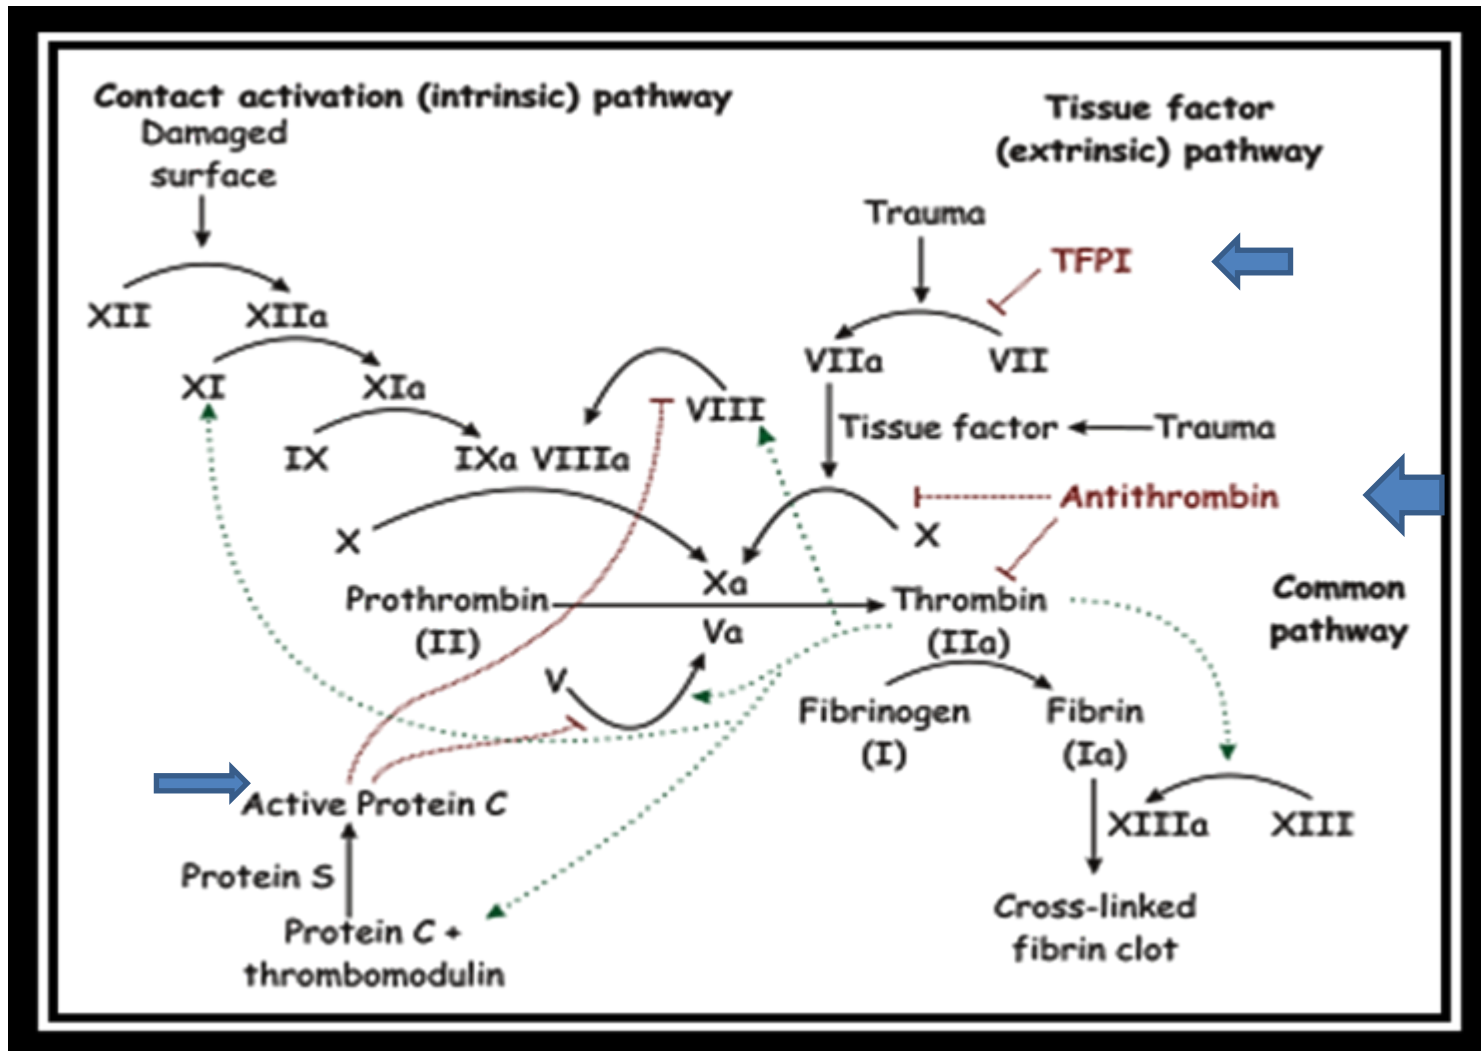 Contact activation (intrinsic) pathway
Damaged
surface
Tissue factor
(extrinsic) pathway
Trauma
TFPI
XII
XIIa
VIIa
VII
XI
XIa
VIII
Tissue factor
Trauma
IX
IXa
VIIIa
Antithrombin
X
X
Xa
Prothrombin
(II)
Va
Thrombin
(IIa)
Common
pathway
V
Fibrinogen
(I)
Fibrin
(Ia)
Active Protein C
XIIIa
XIII
Protein S
Cross-linked
fibrin clot
Protein C +
thrombomodulin